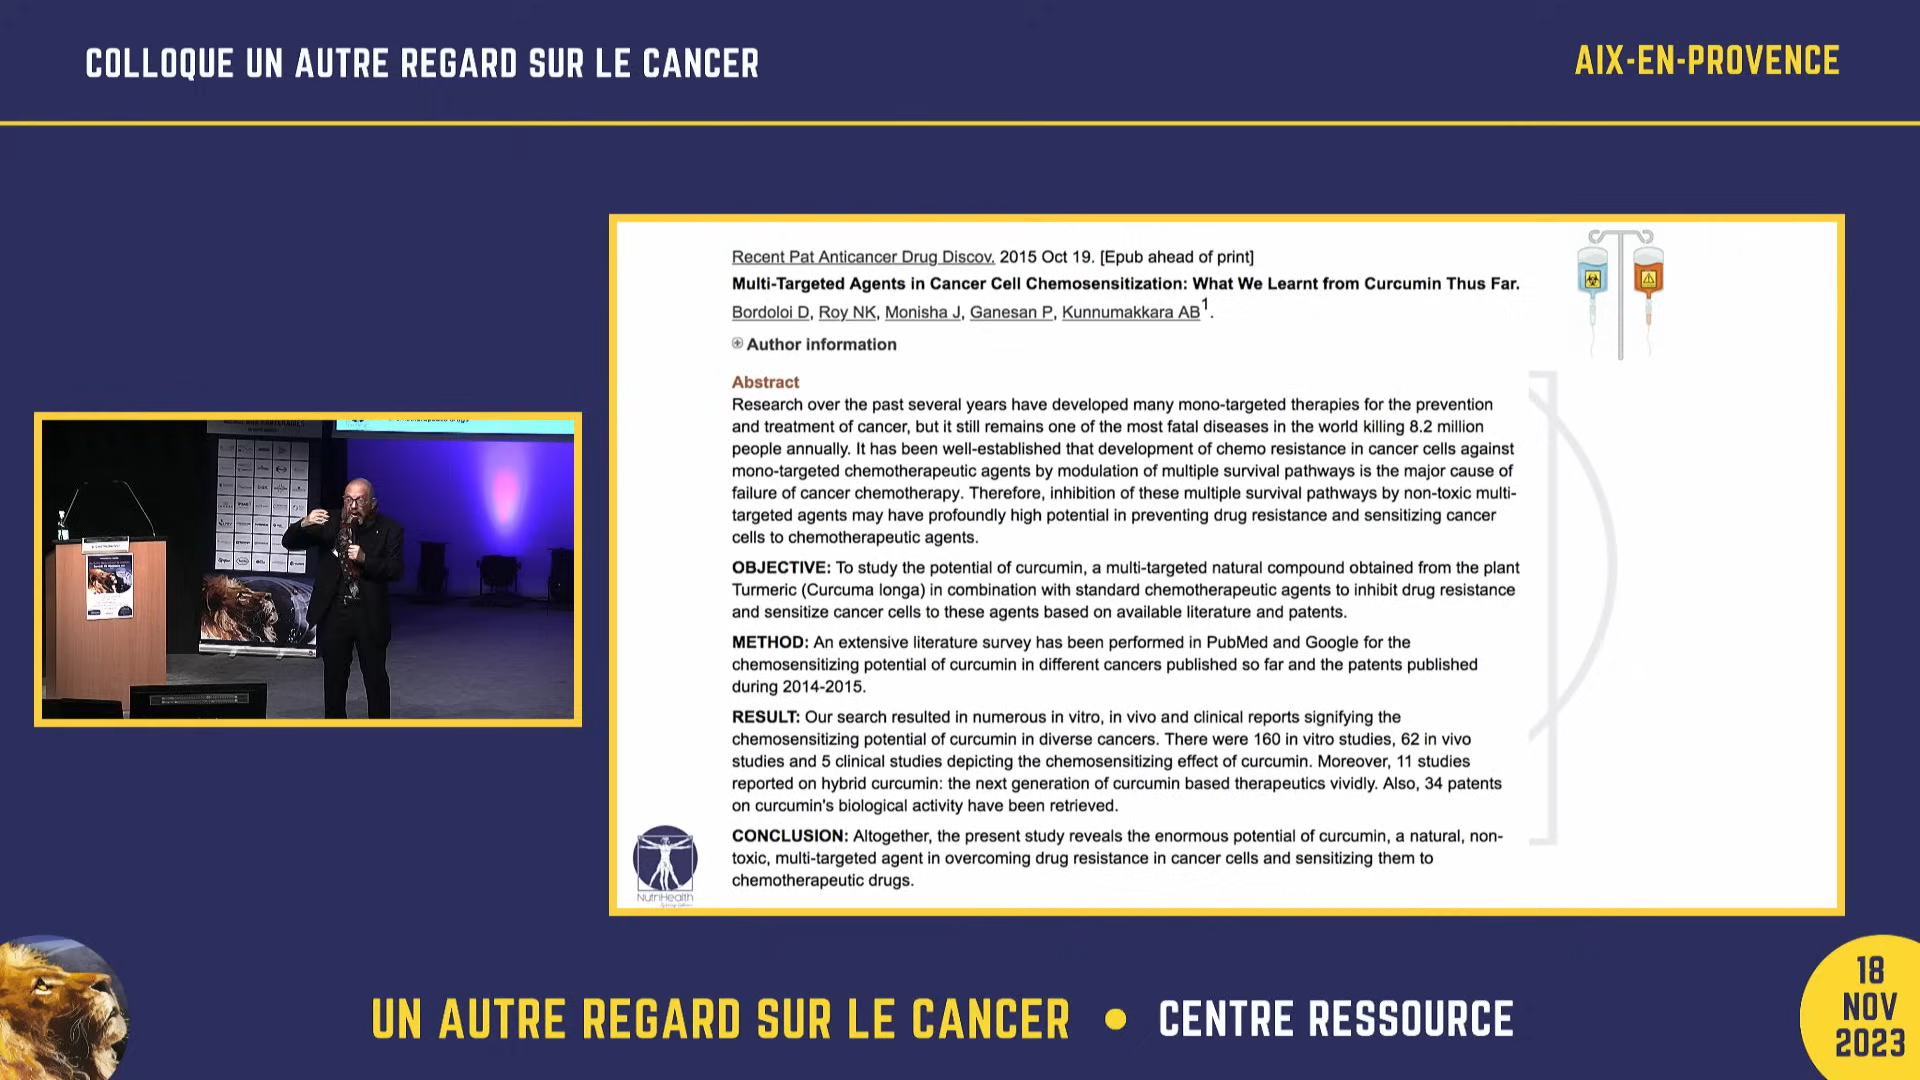 COLLOQUE UN AUTRE REGARD SUR LE CANCER
AIX-EN-PROVENCE
Recent Pat Anticancer Drug Discov. 2015 Oct 19. [Epub ahead of print]
Multi-Targeted Agents in Cancer Cell Chemosensitization: What We Learnt from Curcumin Thus Far.
Bordoloi D, Roy NK, Monisha J, Ganesan P, Kunnumakkara AB1.
Author information
Abstract
Research over the past several years have developed many mono-targeted therapies for the prevention
and treatment of cancer, but it still remains one of the most fatal diseases in the world killing 8.2 million
people annually. It has been well-established that development of chemo resistance in cancer cells against
mono-targeted chemotherapeutic agents by modulation of multiple survival pathways is the major cause of
failure of cancer chemotherapy. Therefore, inhibition of these multiple survival pathways by non-toxic multi-
targeted agents may have profoundly high potential in preventing drug resistance and sensitizing cancer
cells to chemotherapeutic agents.
OBJECTIVE: To study the potential of curcumin, a multi-targeted natural compound obtained from the plant
Turmeric (Curcuma longa) in combination with standard chemotherapeutic agents to inhibit drug resistance
and sensitize cancer cells to these agents based on available literature and patents.
METHOD: An extensive literature survey has been performed in PubMed and Google for the
chemosensitizing potential of curcumin in different cancers published so far and the patents published
during 2014-2015.
RESULT: Our search resulted in numerous in vitro, in vivo and clinical reports signifying the
chemosensitizing potential of curcumin in diverse cancers. There were 160 in vitro studies, 62 in vivo
studies and 5 clinical studies depicting the chemosensitizing effect of curcumin. Moreover, 11 studies
reported on hybrid curcumin: the next generation of curcumin based therapeutics vividly. Also, 34 patents
on curcumin's biological activity have been retrieved.
CONCLUSION: Altogether, the present study reveals the enormous potential of curcumin, a natural, non-
toxic, multi-targeted agent in overcoming drug resistance in cancer cells and sensitizing them to
chemotherapeutic drugs.
NutriHealth
UN AUTRE REGARD SUR LE CANCER • CENTRE RESSOURCE
18
NOV
2023